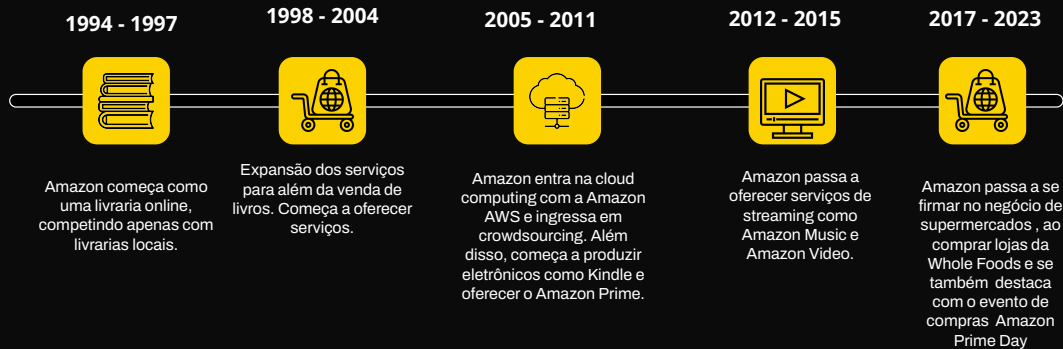 1994 - 1997
Amazon começa como
uma livraria online,
competindo apenas com
livrarias locais.
1998 - 2004
Expansão dos serviços
para além da venda de
livros. Começa a oferecer
serviços.
2005 - 2011
Amazon entra na cloud
computing com a Amazon
AWS e ingressa em
crowdsourcing. Além
disso, começa a produzir
eletrônicos como Kindle e
oferecer o Amazon Prime.
2012 - 2015
Amazon passa a
oferecer serviços de
streaming como
Amazon Music e
Amazon Video.
2017 - 2023
Amazon passa a se
firmar no negócio de
supermercados , ao
comprar lojas da
Whole Foods e se
também destaca
com o evento de
compras Amazon
Prime Day